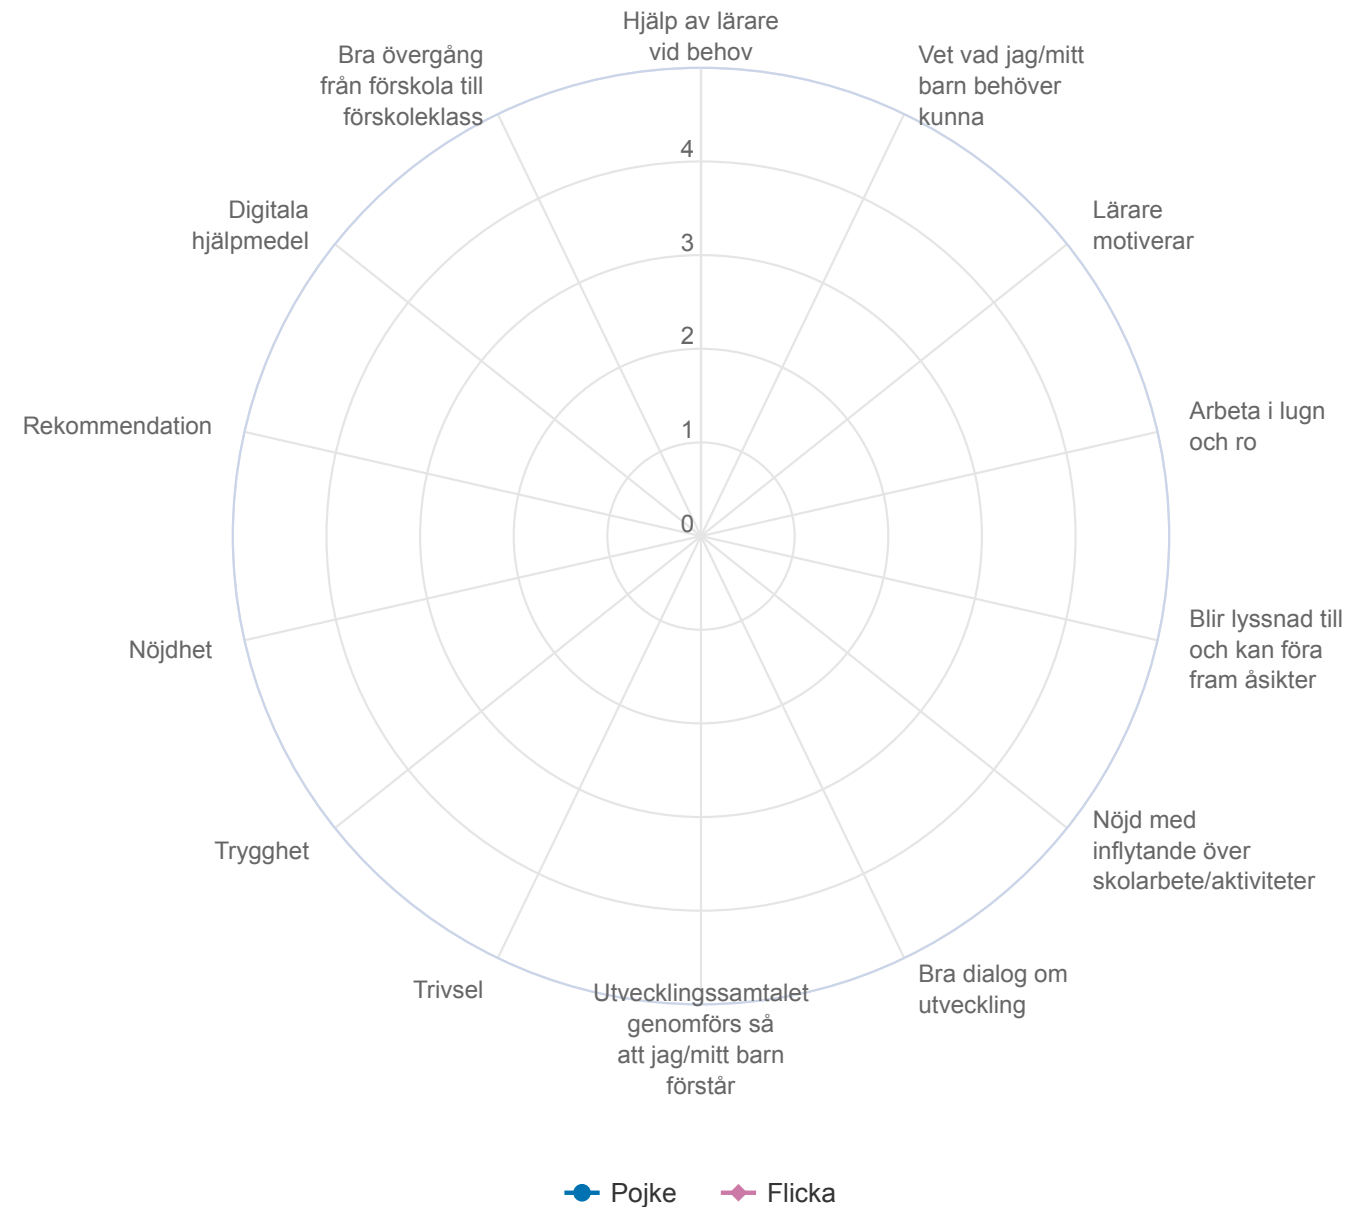 Hjälp av lärare
vid behov
Vet vad jag/mitt
barn behöver
kunna
Lärare
motiverar
Arbeta i lugn
och ro
Blir lyssnad till
och kan föra
fram åsikter
Nöjd med
inflytande över
skolarbete/aktiviteter
Bra dialog om
utveckling
Utvecklingssamtalet
genomförs så
att jag/mitt barn
förstår
Trivsel
Trygghet
Nöjdhet
Rekommendation
Digitala
hjälpmedel
Bra övergång
från förskola till
förskoleklass
4
3
2
1
0
Pojke
Flicka